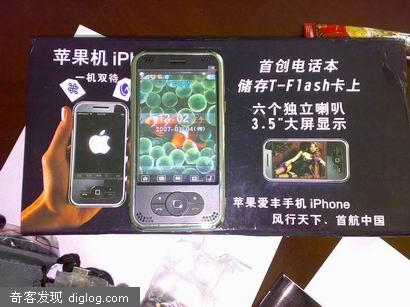 苹果机 iPh
一机双待
首创电话本
储存T-Flash卡上
六个独立喇叭
3.5"大屏显示
12:02
2007-03-04(日)
苹果爱丰手机 iPhone
风行天下、首航中国
奇客发现 diglog.com